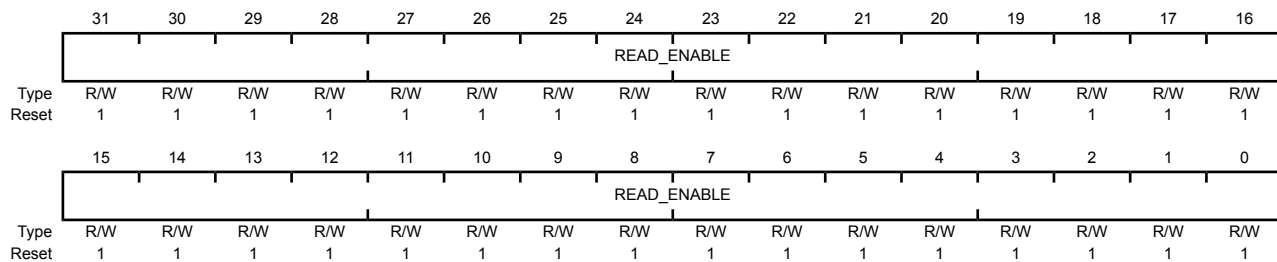 31 30 29 28 27 26 25 24 23 22 21 20 19 18 17 16
READ_ENABLE
Type R/W R/W R/W R/W R/W R/W R/W R/W R/W R/W R/W R/W R/W R/W R/W R/W
Reset 1 1 1 1 1 1 1 1 1 1 1 1 1 1 1 1
15 14 13 12 11 10 9 8 7 6 5 4 3 2 1 0
READ_ENABLE
Type R/W R/W R/W R/W R/W R/W R/W R/W R/W R/W R/W R/W R/W R/W R/W R/W
Reset 1 1 1 1 1 1 1 1 1 1 1 1 1 1 1 1